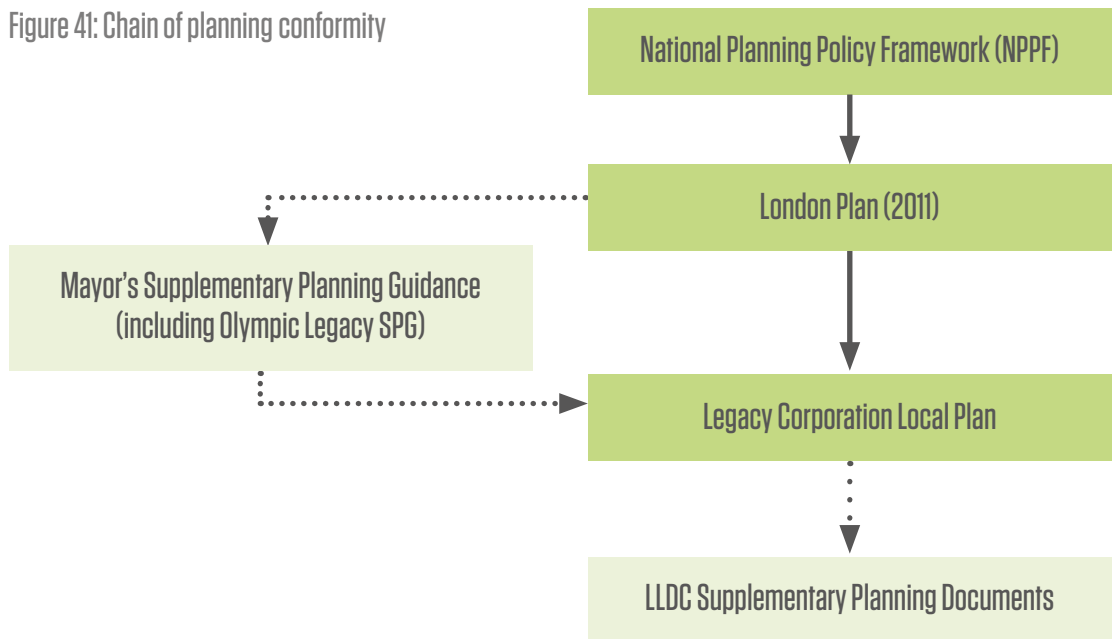 Figure 41: Chain of planning conformity
National Planning Policy Framework (NPPF)
London Plan (2011)
Mayor’s Supplementary Planning Guidance
(including Olympic Legacy SPG)
Legacy Corporation Local Plan
LLDC Supplementary Planning Documents